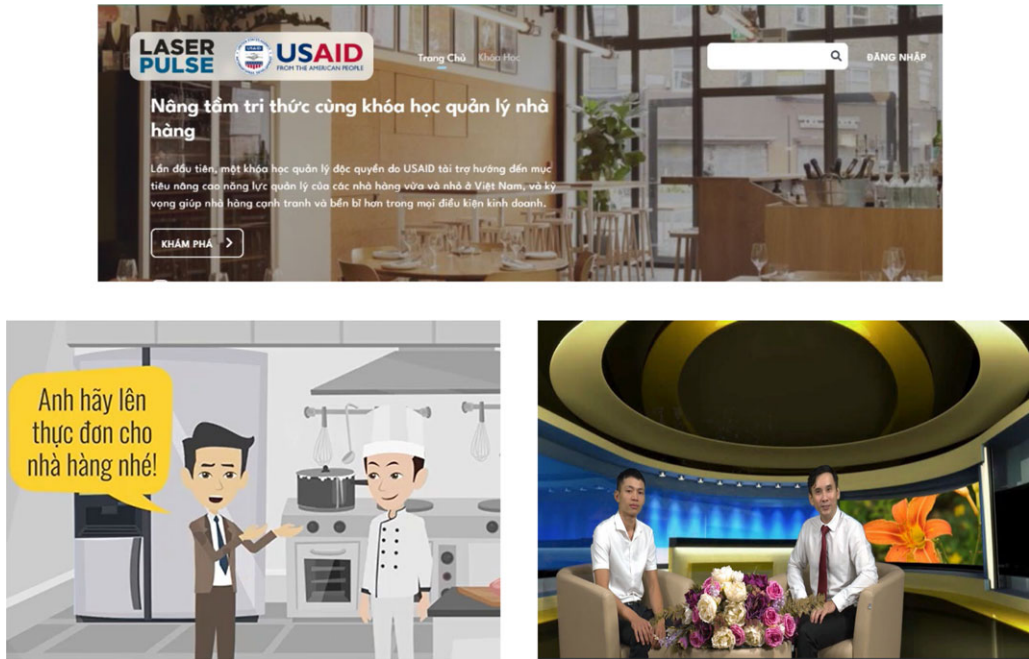 LASER
PULSE
USAID
USAID
FROM THE AMERICAN PEOPLE
Trang Chủ
Khóa Học
ĐĂNG NHẬP
Nâng tầm tri thức cùng khóa học quản lý nhà
hàng
Lần đầu tiên, một khóa học quản lý độc quyền do USAID tài trợ hướng đến mục
tiêu nâng cao năng lực quản lý của các nhà hàng vừa và nhỏ ở Việt Nam, và kỳ
vọng giúp nhà hàng cạnh tranh và bền bỉ hơn trong mọi điều kiện kinh doanh.
KHÁM PHÁ
Anh hãy lên
thực đơn cho
nhà hàng nhé!